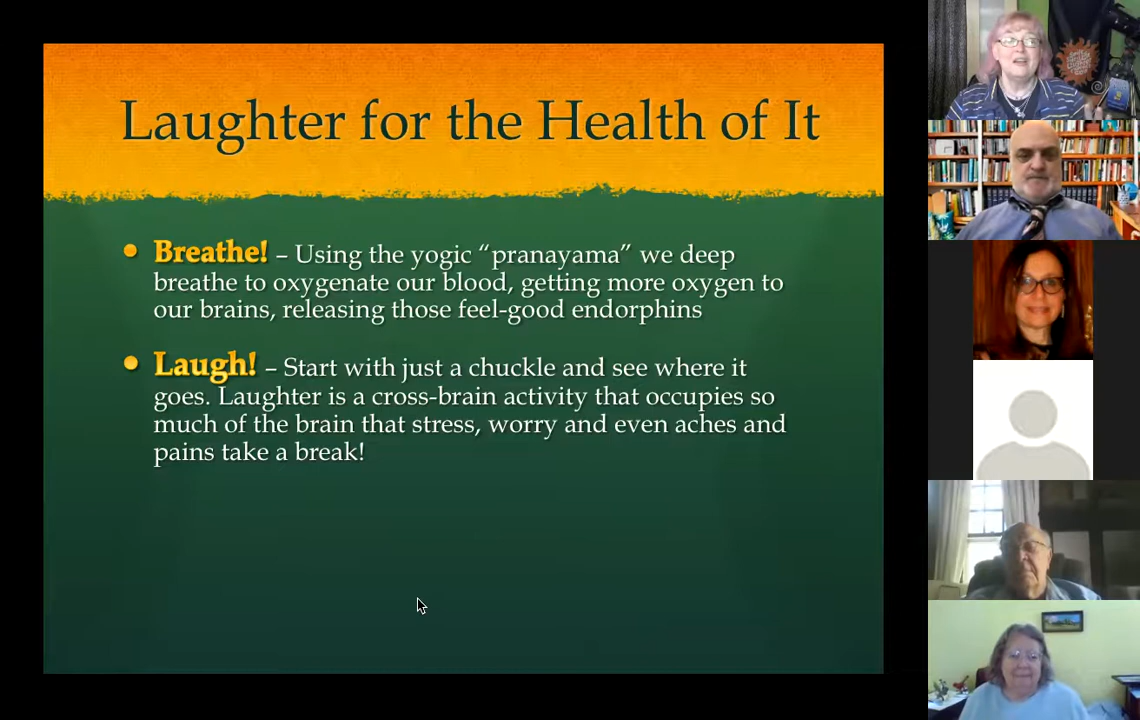 Laughter for the Health of It
• Breathe! – Using the yogic “pranayama” we deep
breathe to oxygenate our blood, getting more oxygen to
our brains, releasing those feel-good endorphins
• Laugh! – Start with just a chuckle and see where it
goes. Laughter is a cross-brain activity that occupies so
much of the brain that stress, worry and even aches and
pains take a break!